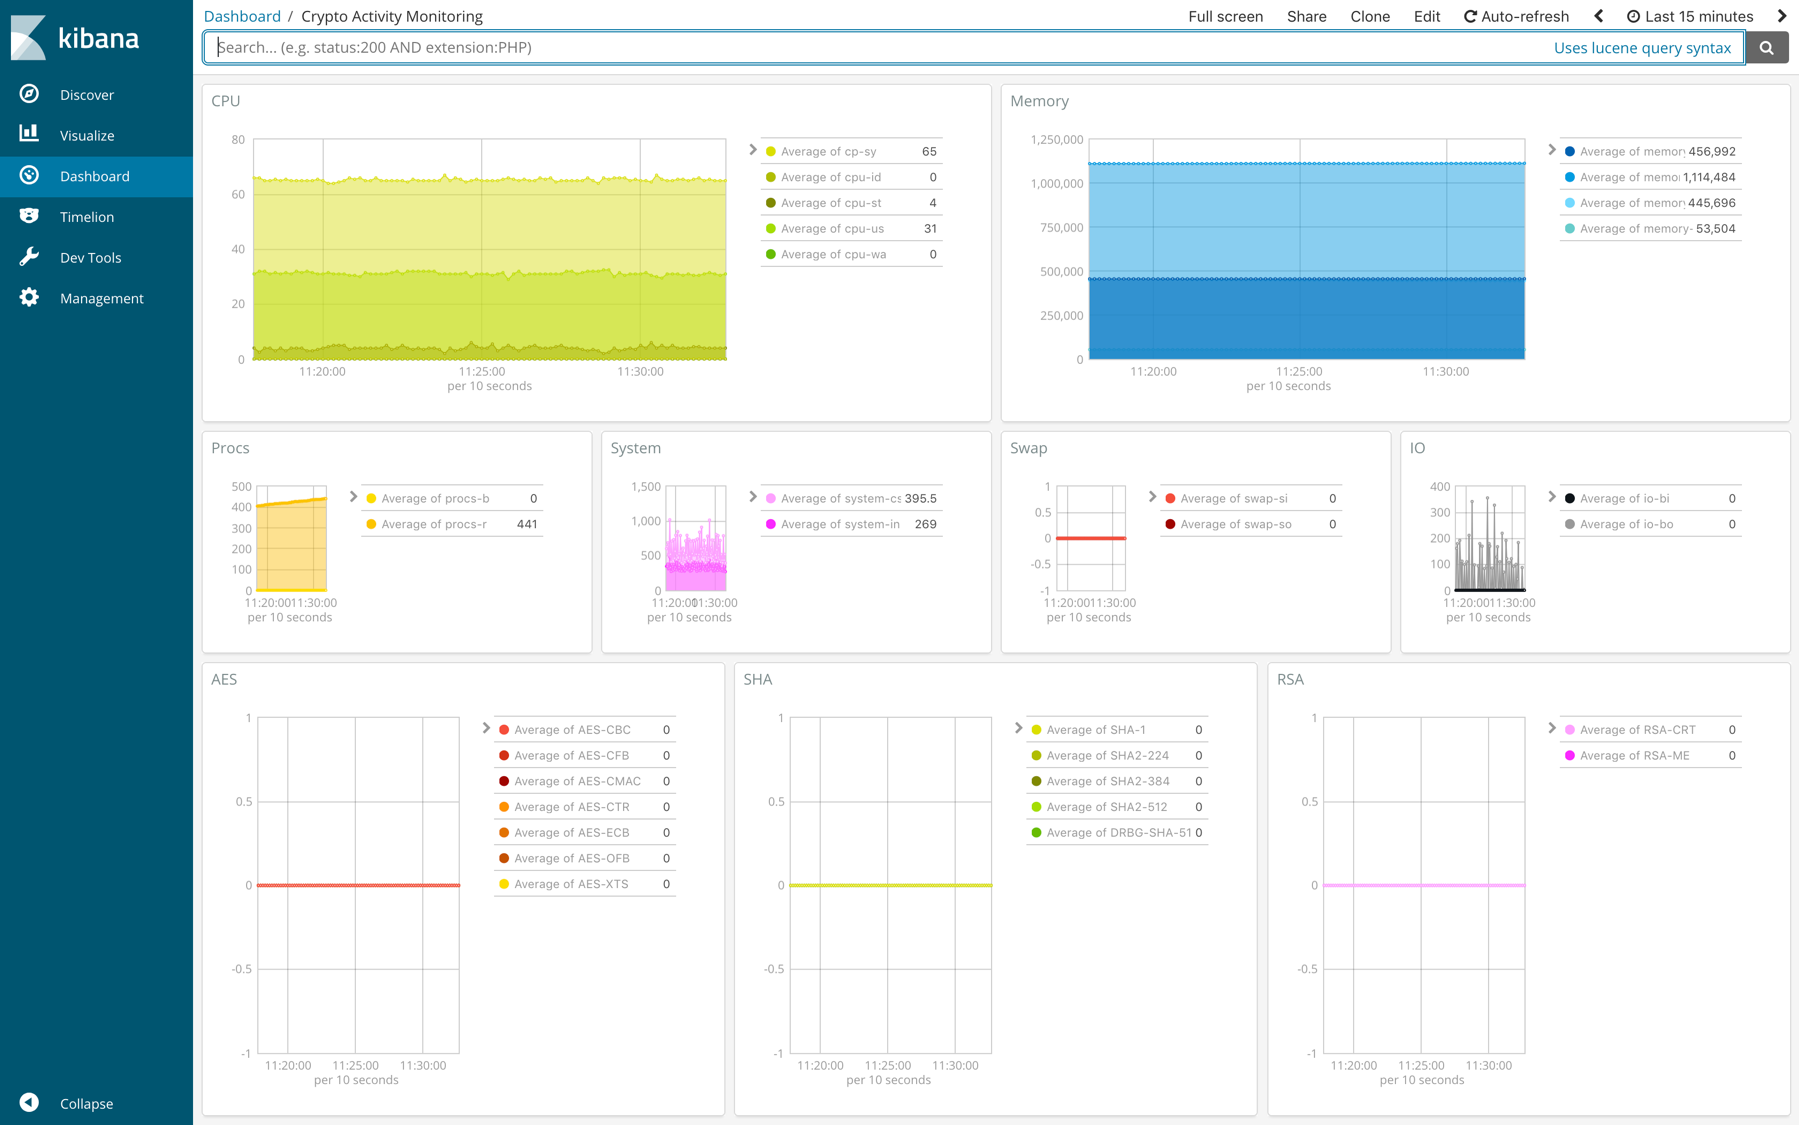 kibana
Discover
Visualize
Dashboard
Timelion
Dev Tools
Management
Collapse
Dashboard / Crypto Activity Monitoring
Full screen Share Clone Edit Auto-refresh Last 15 minutes
Search... (e.g. status:200 AND extension:PHP) Uses lucene query syntax
CPU
80
60
40
20
0
11:20:00 11:25:00 11:30:00
per 10 seconds
Average of cp-sy 65
Average of cpu-id 0
Average of cpu-st 4
Average of cpu-us 31
Average of cpu-wa 0
Memory
1,250,000
1,000,000
750,000
500,000
250,000
0
11:20:00 11:25:00 11:30:00
per 10 seconds
Average of memor 456,992
Average of memo 1,114,484
Average of memor 445,696
Average of memory- 53,504
Procs
500
400
300
200
100
0
11:20:00 11:30:00
per 10 seconds
Average of procs-b 0
Average of procs-r 441
System
1,500
1,000
500
0
11:20:00 11:30:00
per 10 seconds
Average of system-cs 395.5
Average of system-in 269
Swap
1
0.5
0
-0.5
-1
11:20:00 11:30:00
per 10 seconds
Average of swap-si 0
Average of swap-so 0
IO
400
300
200
100
0
11:20:00 11:30:00
per 10 seconds
Average of io-bi 0
Average of io-bo 0
AES
1
0.5
0
-0.5
-1
11:20:00 11:25:00 11:30:00
per 10 seconds
Average of AES-CBC 0
Average of AES-CFB 0
Average of AES-CMAC 0
Average of AES-CTR 0
Average of AES-ECB 0
Average of AES-OFB 0
Average of AES-XTS 0
SHA
1
0.5
0
-0.5
-1
11:20:00 11:25:00 11:30:00
per 10 seconds
Average of SHA-1 0
Average of SHA2-224 0
Average of SHA2-384 0
Average of SHA2-512 0
Average of DRBG-SHA-51 0
RSA
1
0.5
0
-0.5
-1
11:20:00 11:25:00 11:30:00
per 10 seconds
Average of RSA-CRT 0
Average of RSA-ME 0